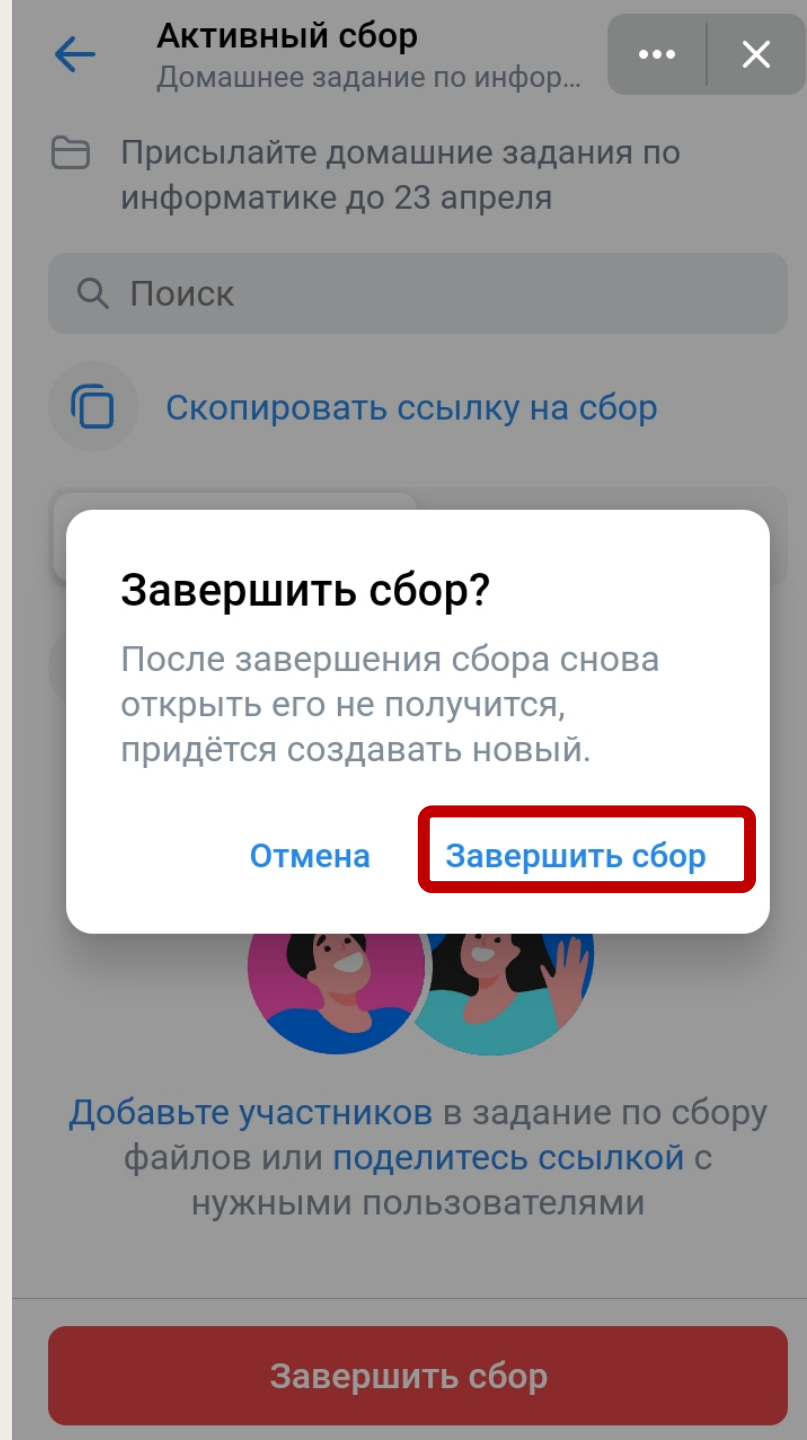 Активный сбор
Домашнее задание по инфор...
Присылайте домашние задания по
информатике до 23 апреля
Поиск
Скопировать ссылку на сбор
Завершить сбор?
После завершения сбора снова
открыть его не получится,
придётся создавать новый.
Отмена
Завершить сбор
Добавьте участников в задание по сбору
файлов или поделитесь ссылкой с
нужными пользователями
Завершить сбор